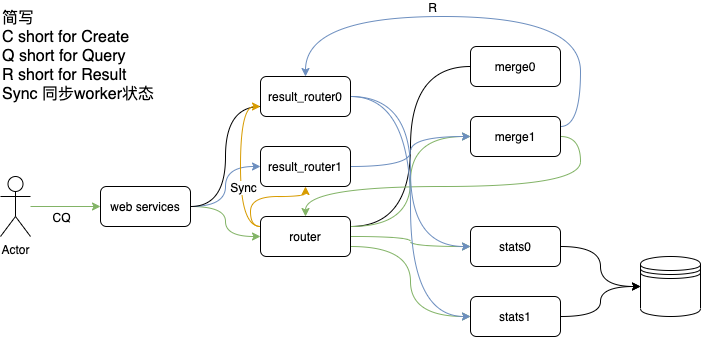 简写
C short for Create
Q short for Query
R short for Result
Sync 同步worker状态
R
result_router0
merge0
merge1
result_router1
Sync
web services
CQ
Actor
router
stats0
stats1